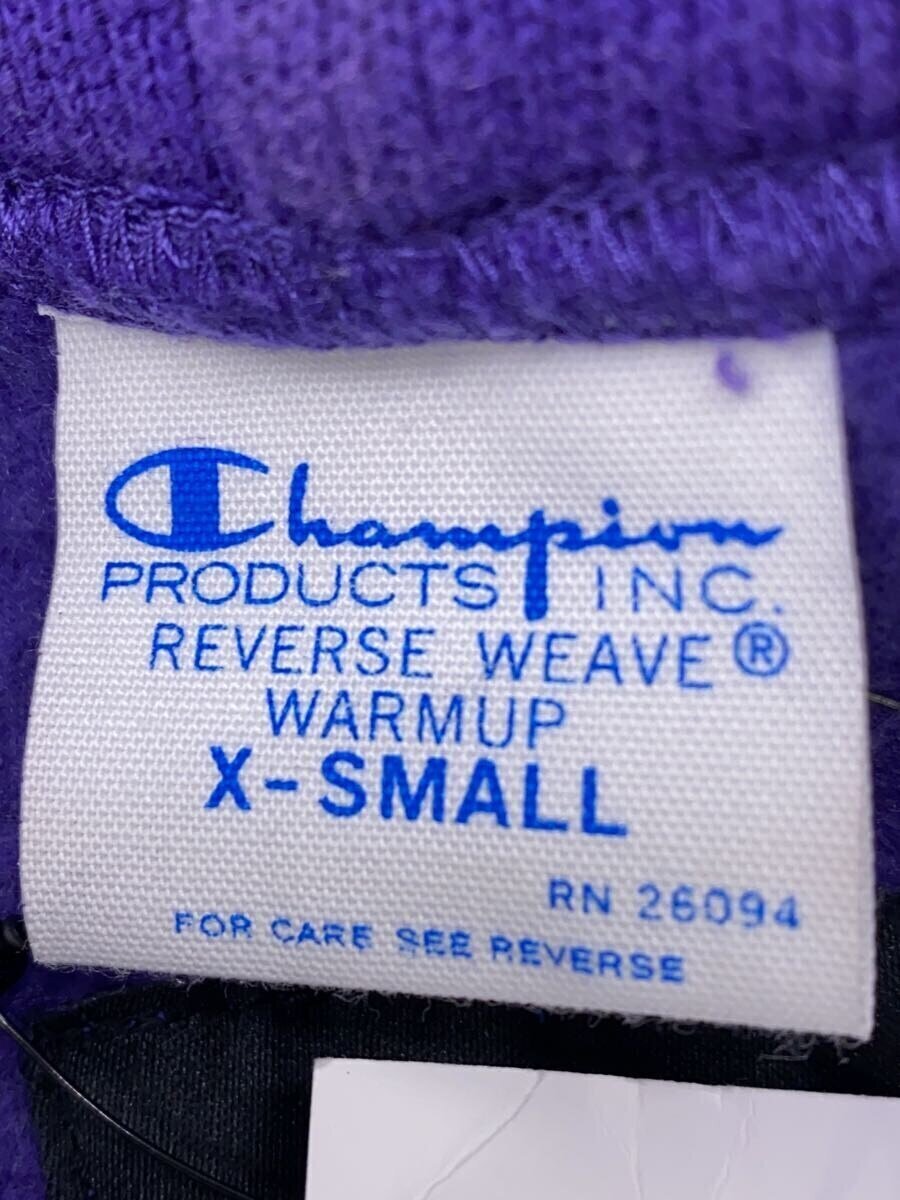 Champion
PRODUCTS INC.
REVERSE WEAVE®
WARMUP
X-SMALL
RN 26094
FOR CARE SEE REVERSE